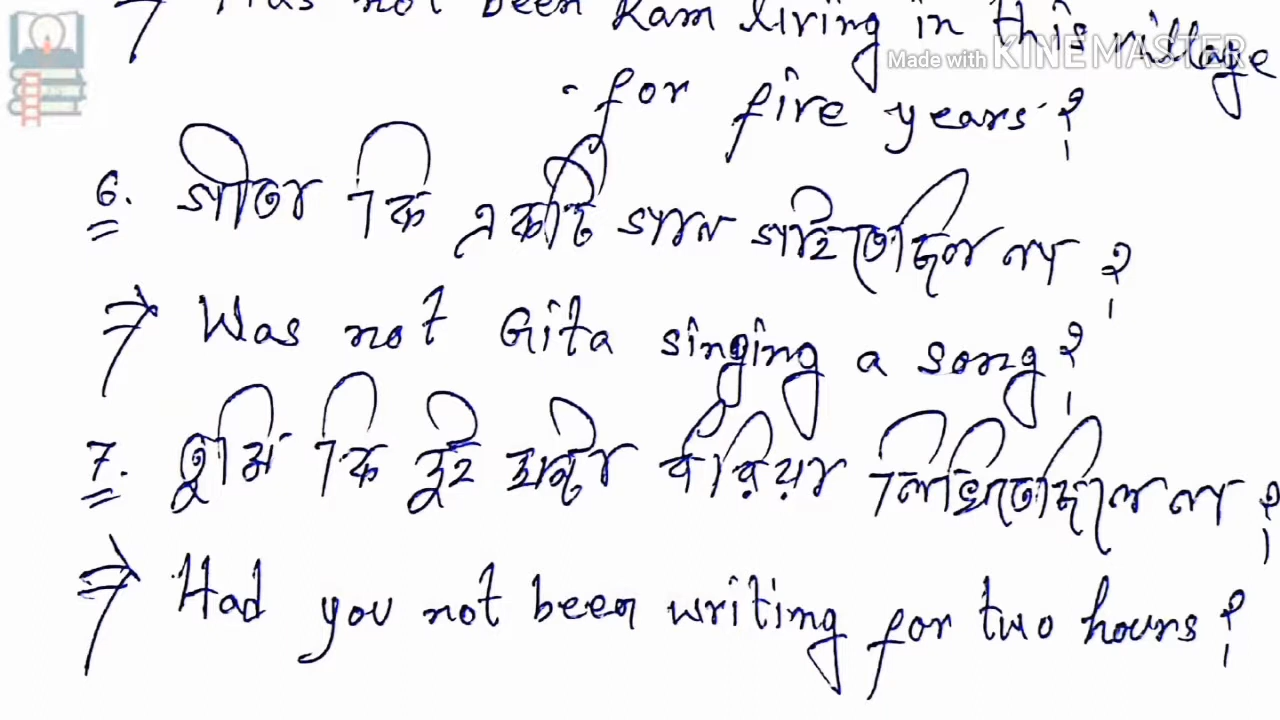 ⇒ Has not been Ram living in this village
Made with KINEMASTER
- for five years?
6. গীতা কি একটি গান গাইতেছিল না?
⇒ Was not Gita singing a song?
7. তুমি কি দুই ঘন্টা ধরিয়া লিখিতেছিলে না?
⇒ Had you not been writing for two hours?